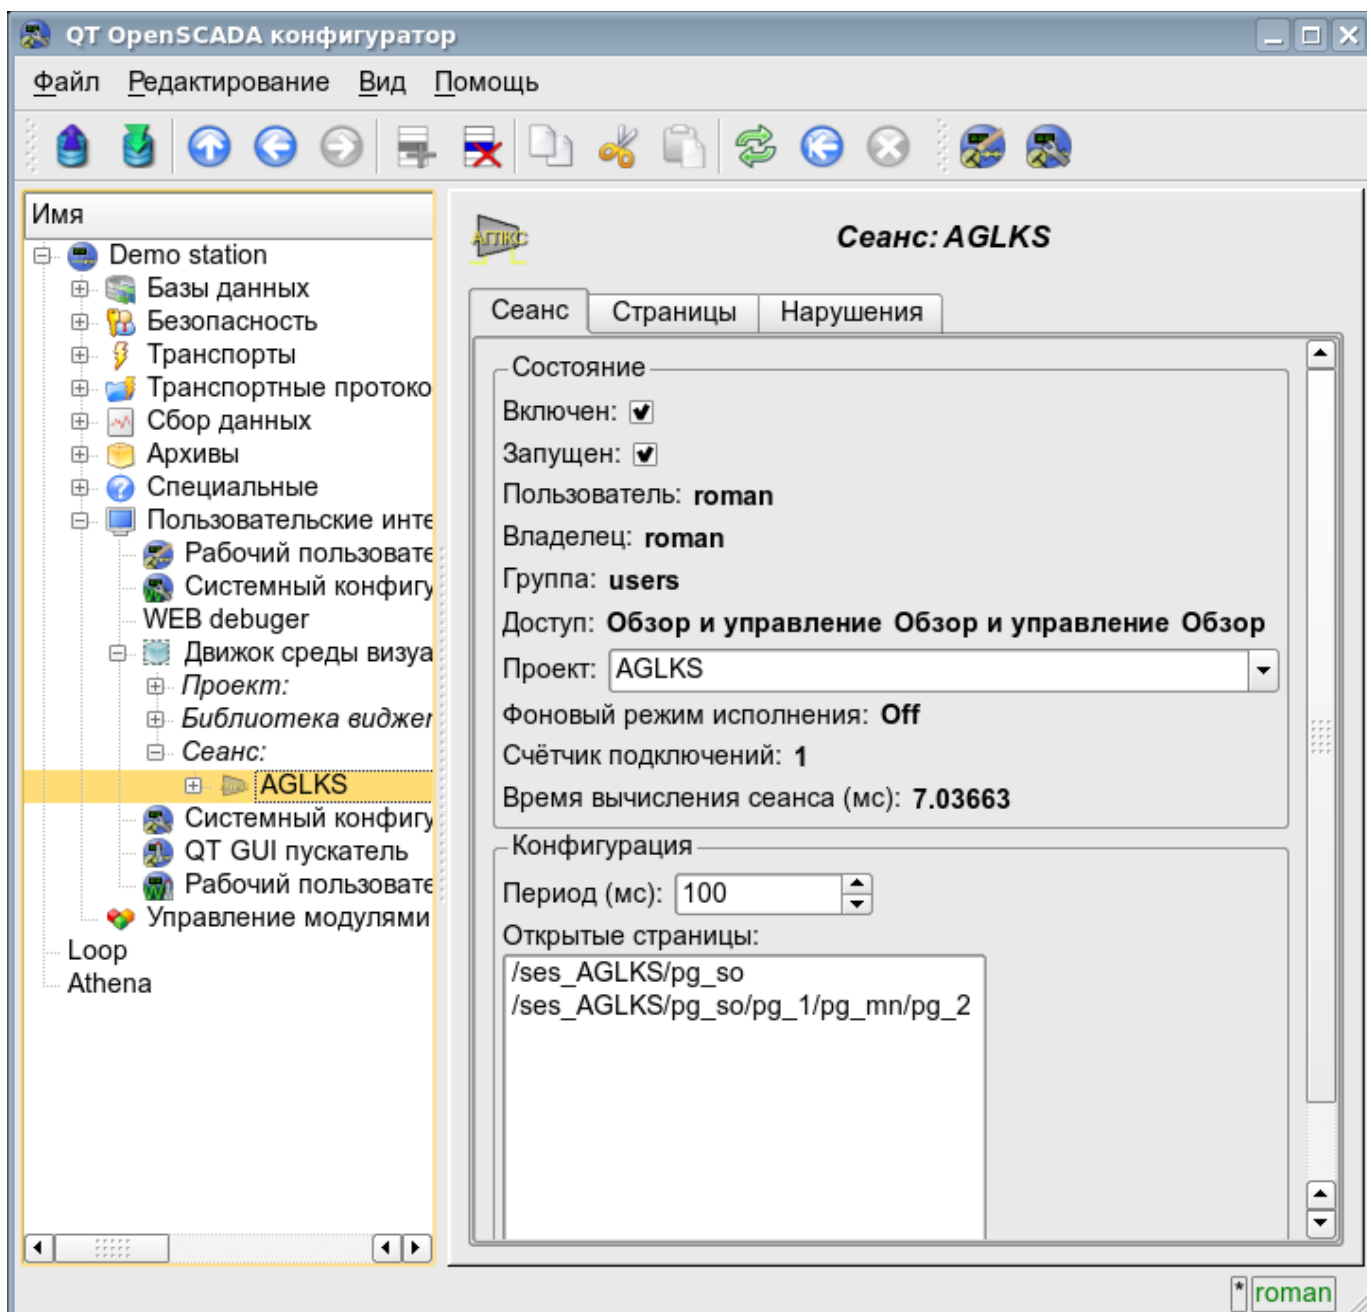 QT OpenSCADA конфигуратор
Файл Редактирование Вид Помощь
Имя
Demo station
Базы данных
Безопасность
Транспорты
Транспортные протоко
Сбор данных
Архивы
Специальные
Пользовательские инте
Рабочий пользовате
Системный конфигу
WEB debuger
Движок среды визуа
Проект:
Библиотека виджет
Сеанс:
AGLKS
Системный конфигу
QT GUI пускатель
Рабочий пользовате
Управление модулями
Loop
Athena
АГЛКС
Сеанс: AGLKS
Сеанс Страницы Нарушения
Состояние
Включен:
Запущен:
Пользователь: roman
Владелец: roman
Группа: users
Доступ: Обзор и управление Обзор и управление Обзор
Проект: AGLKS
Фоновый режим исполнения: Off
Счётчик подключений: 1
Время вычисления сеанса (мс): 7.03663
Конфигурация
Период (мс): 100
Открытые страницы:
/ses_AGLKS/pg_so
/ses_AGLKS/pg_so/pg_1/pg_mn/pg_2
* roman